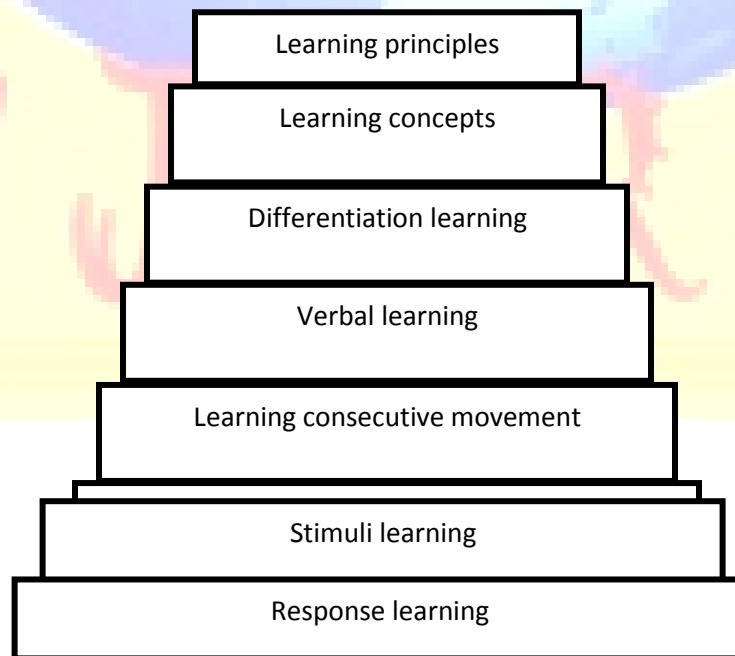 Learning principles
Learning concepts
Differentiation learning
Verbal learning
Learning consecutive movement
Stimuli learning
Response learning